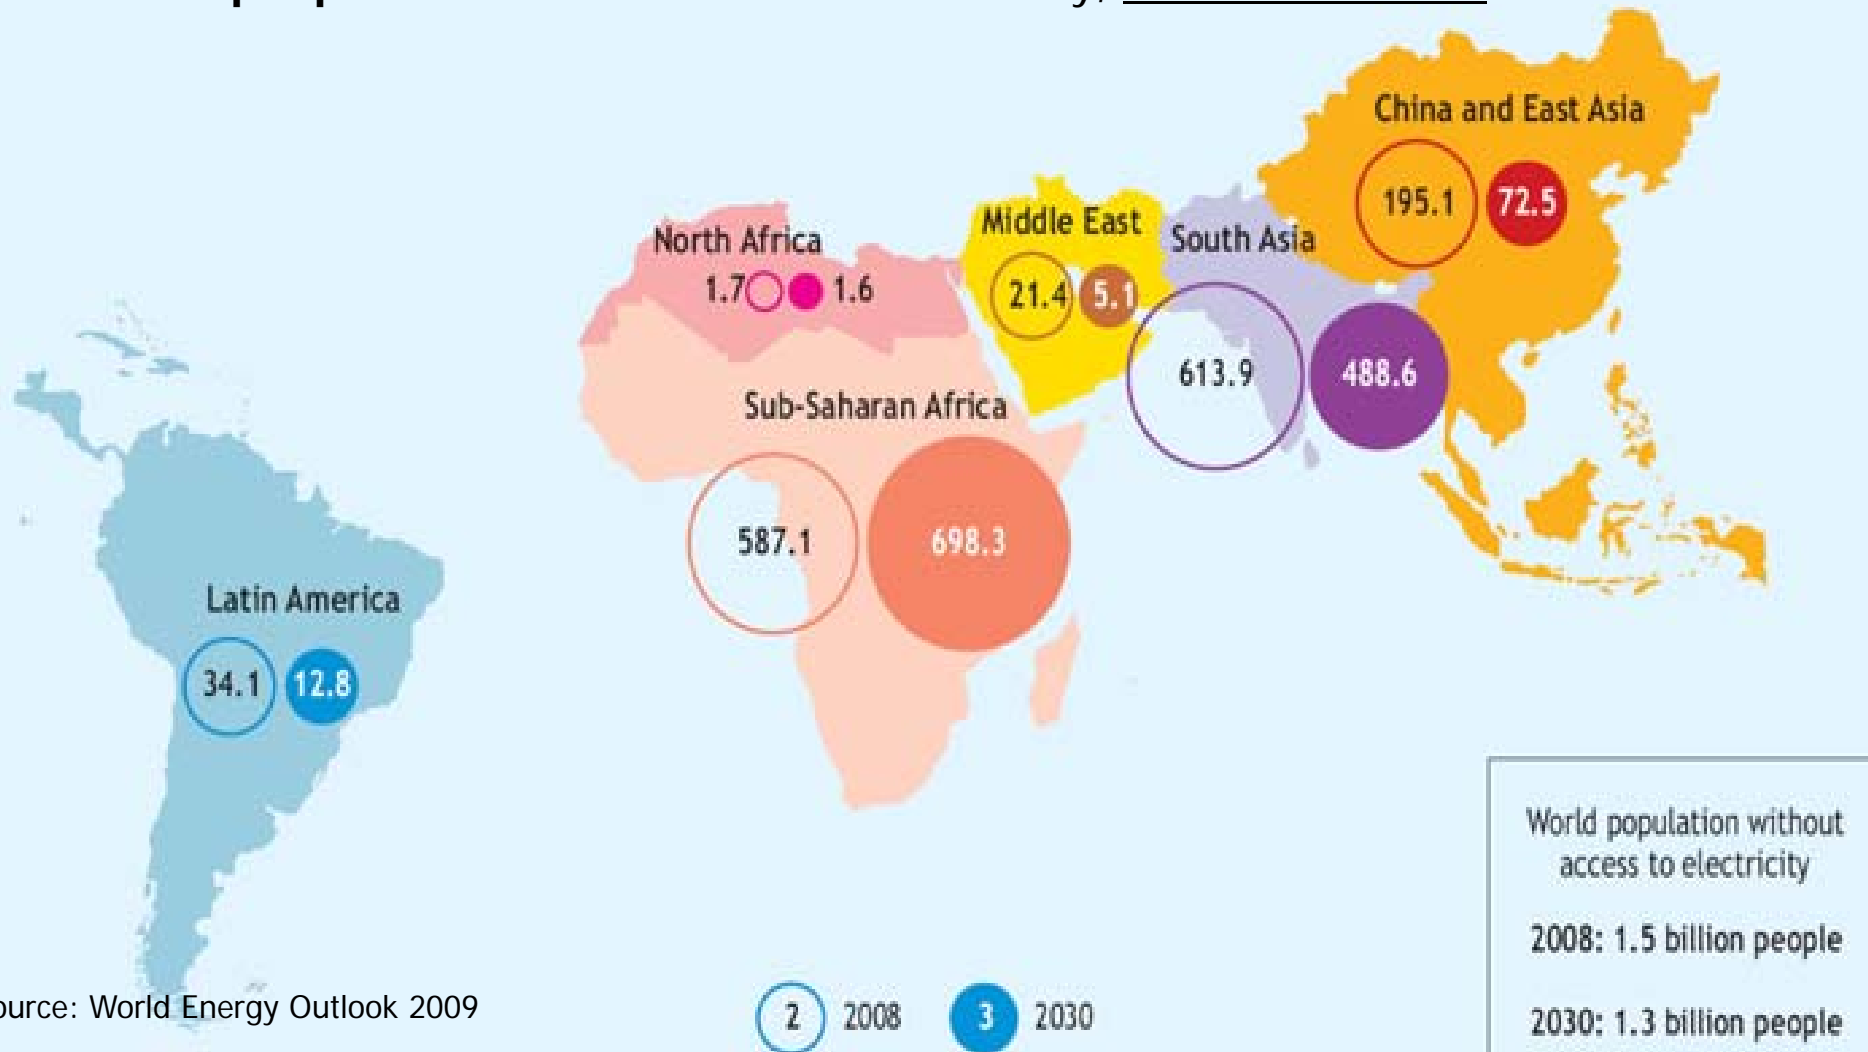 China and East Asia
195.1 72.5
North Africa
1.7 1.6
Middle East
21.4 5.1
South Asia
613.9 488.6
Sub-Saharan Africa
587.1 698.3
Latin America
34.1 12.8
World population without
access to electricity
2008: 1.5 billion people
2030: 1.3 billion people
ource: World Energy Outlook 2009
2 2008 3 2030